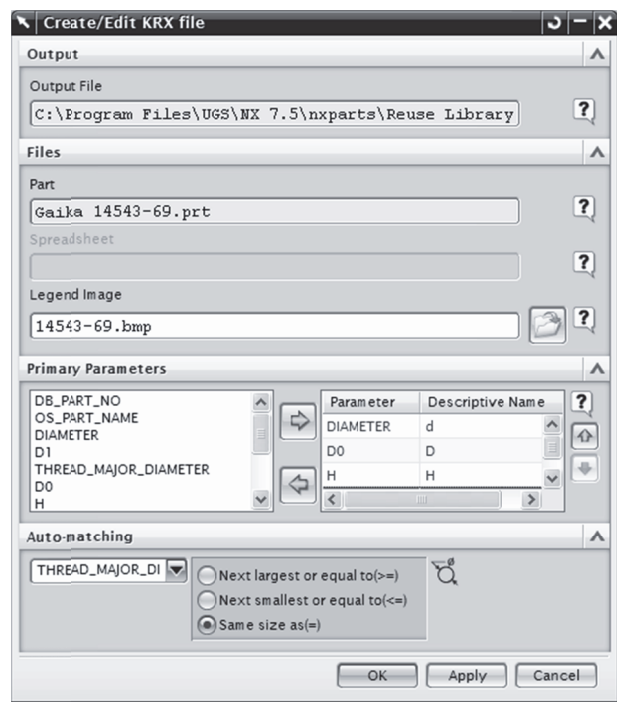 Create/Edit KRX file
Output
Output File
C:\Program Files\UGS\NX 7.5\nxparts\Reuse Library
Files
Part
Gaika 14543-69.prt
Spreadsheet
Legend Image
14543-69.bmp
Primary Parameters
DB_PART_NO
OS_PART_NAME
DIAMETER
D1
THREAD_MAJOR_DIAMETER
D0
H
Parameter Descriptive Name
DIAMETER d
D0 D
H H
Auto-matching
THREAD_MAJOR_DI
Next largest or equal to(>=)
Next smallest or equal to(<=)
Same size as(=)
OK Apply Cancel